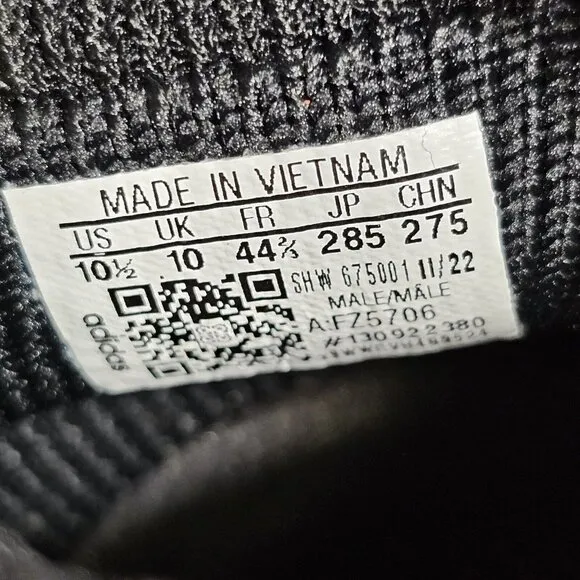 MADE IN VIETNAM
US UK FR JP CHN
10½ 10 44⅔ 285 275
SHW 675001 11/22
MALE/MÂLE
A:FZ5706
#130922380
adidas